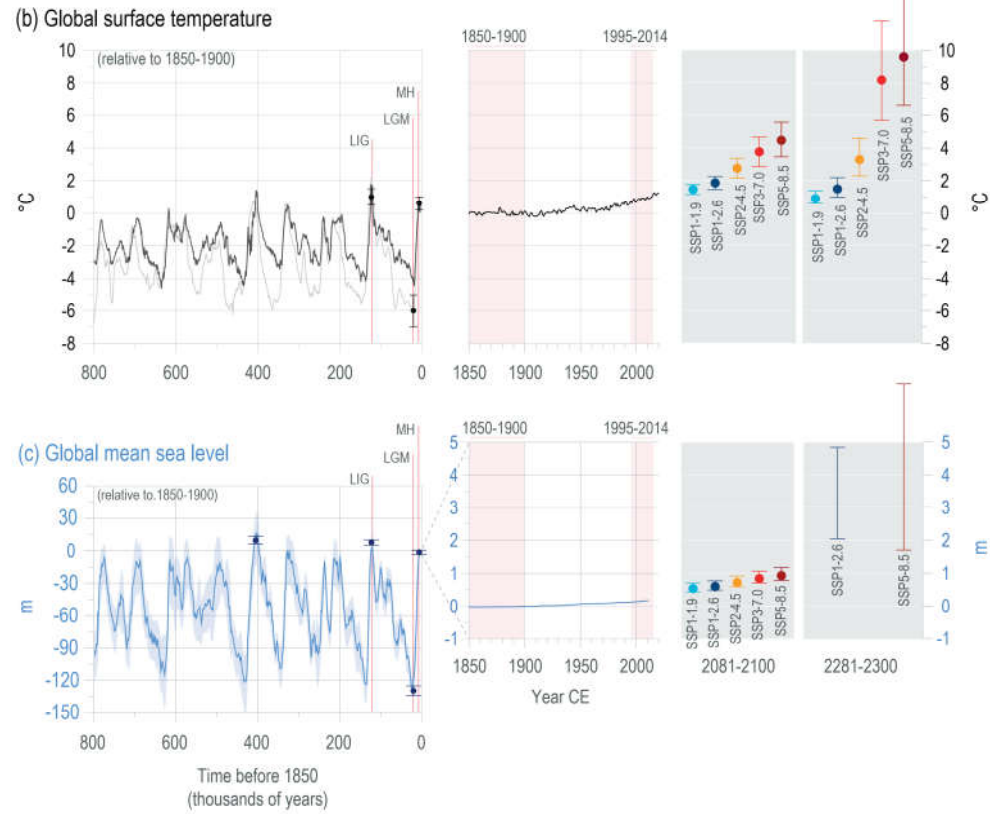 (b) Global surface temperature
1850-1900
1995-2014
(relative to 1850-1900)
MH
LGM
LIG
10
8
6
4
2
0
-2
-4
-6
-8
°C
800
600
400
200
0
1850
1900
1950
2000
SSP1-1.9
SSP1-2.6
SSP2-4.5
SSP3-7.0
SSP5-8.5
SSP1-1.9
SSP1-2.6
SSP2-4.5
SSP3-7.0
SSP5-8.5
10
8
6
4
2
0
-2
-4
-6
-8
°C
(c) Global mean sea level
1850-1900
1995-2014
(relative to.1850-1900)
MH
LGM
LIG
60
30
0
-30
-60
-90
-120
-150
m
800
600
400
200
0
Time before 1850
(thousands of years)
5
4
3
2
1
0
-1
1850
1900
1950
2000
Year CE
SSP1-1.9
SSP1-2.6
SSP2-4.5
SSP3-7.0
SSP5-8.5
2081-2100
SSP1-2.6
SSP5-8.5
2281-2300
5
4
3
2
1
0
-1
m